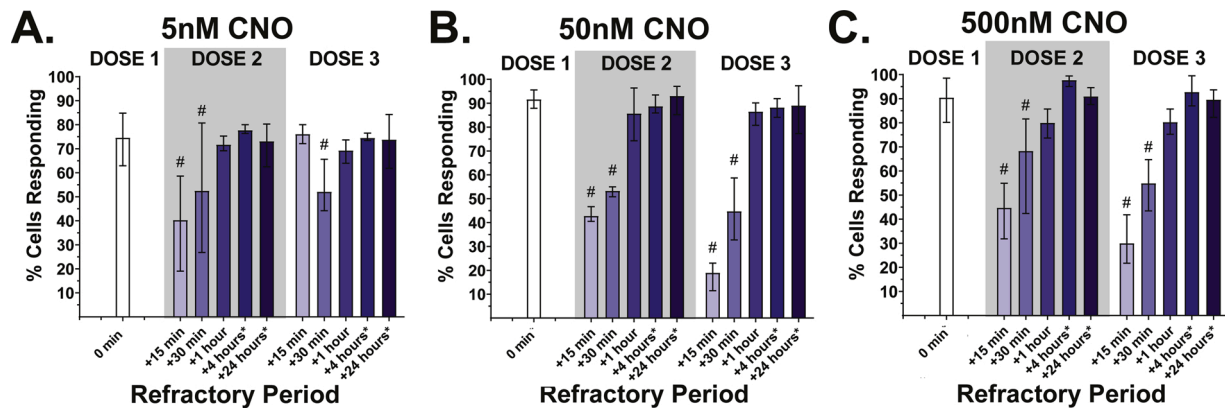 A.
5nM CNO
DOSE 1 DOSE 2 DOSE 3
% Cells Responding
100
90
80
70
60
50
40
30
20
10
# # #
0 min +15 min +30 min +1 hour +4 hours* +24 hours* +15 min +30 min +1 hour +4 hours* +24 hours*
Refractory Period
B.
50nM CNO
DOSE 1 DOSE 2 DOSE 3
% Cells Responding
100
90
80
70
60
50
40
30
20
10
# # # #
0 min +15 min +30 min +1 hour +4 hours* +24 hours* +15 min +30 min +1 hour +4 hours* +24 hours*
Refractory Period
C.
500nM CNO
DOSE 1 DOSE 2 DOSE 3
% Cells Responding
100
90
80
70
60
50
40
30
20
10
# # # #
0 min +15 min +30 min +1 hour +4 hours* +24 hours* +15 min +30 min +1 hour +4 hours* +24 hours*
Refractory Period